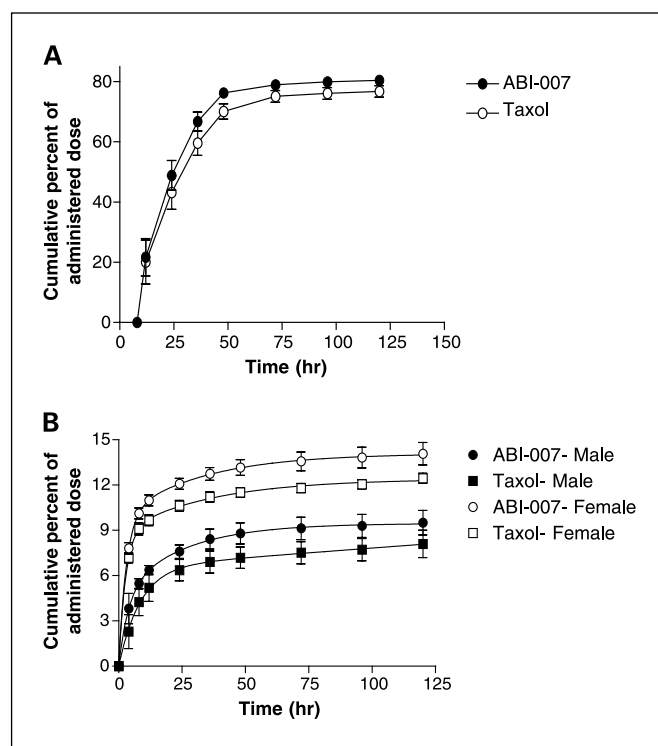 A
Cumulative percent of
administered dose
80
60
40
20
0
0 25 50 75 100 125 150
Time (hr)
ABI-007
Taxol
B
Cumulative percent of
administered dose
15
12
9
6
3
0
0 25 50 75 100 125
Time (hr)
ABI-007- Male
Taxol- Male
ABI-007- Female
Taxol- Female